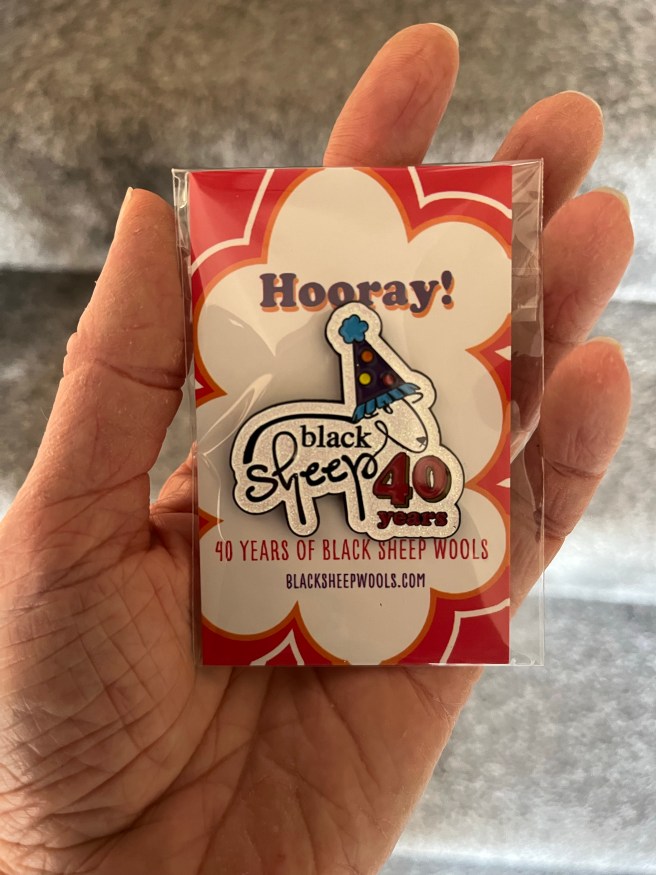 Hooray!
black
sheep
40
years
40 YEARS OF BLACK SHEEP WOOLS
BLACKSHEEPWOOLS.COM